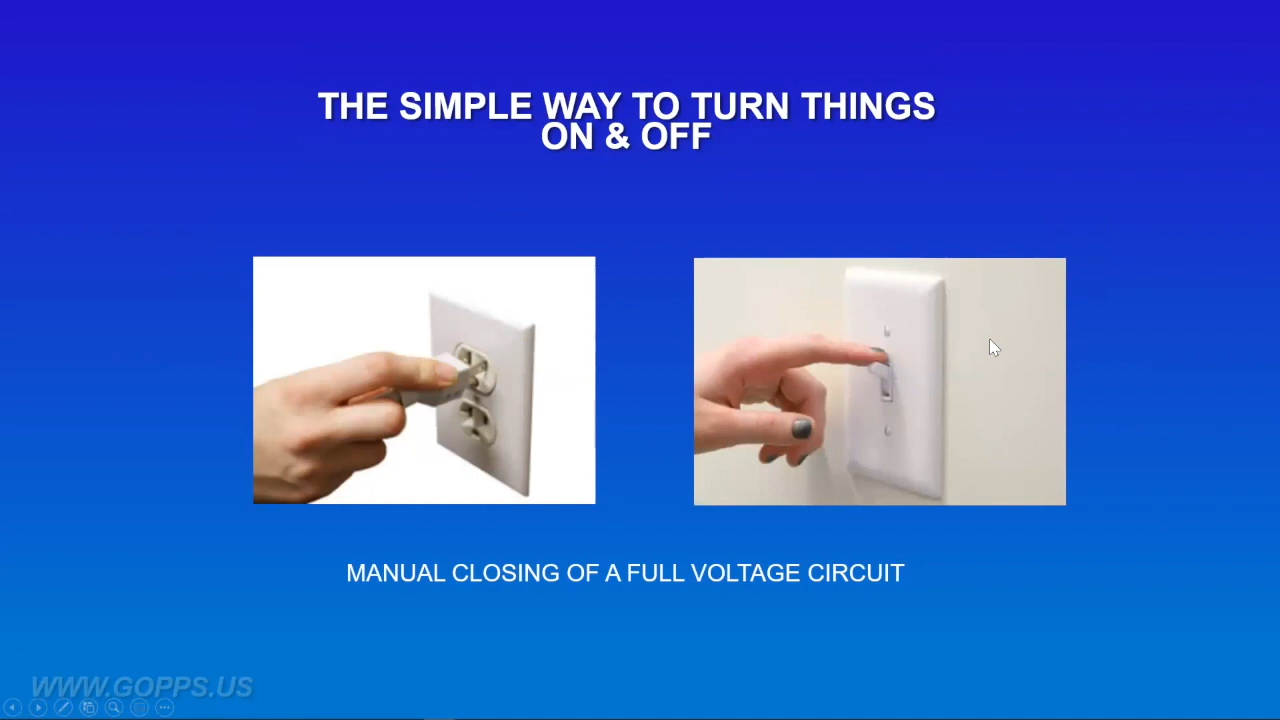 THE SIMPLE WAY TO TURN THINGS
ON & OFF
MANUAL CLOSING OF A FULL VOLTAGE CIRCUIT
WWW.GOPPS.US